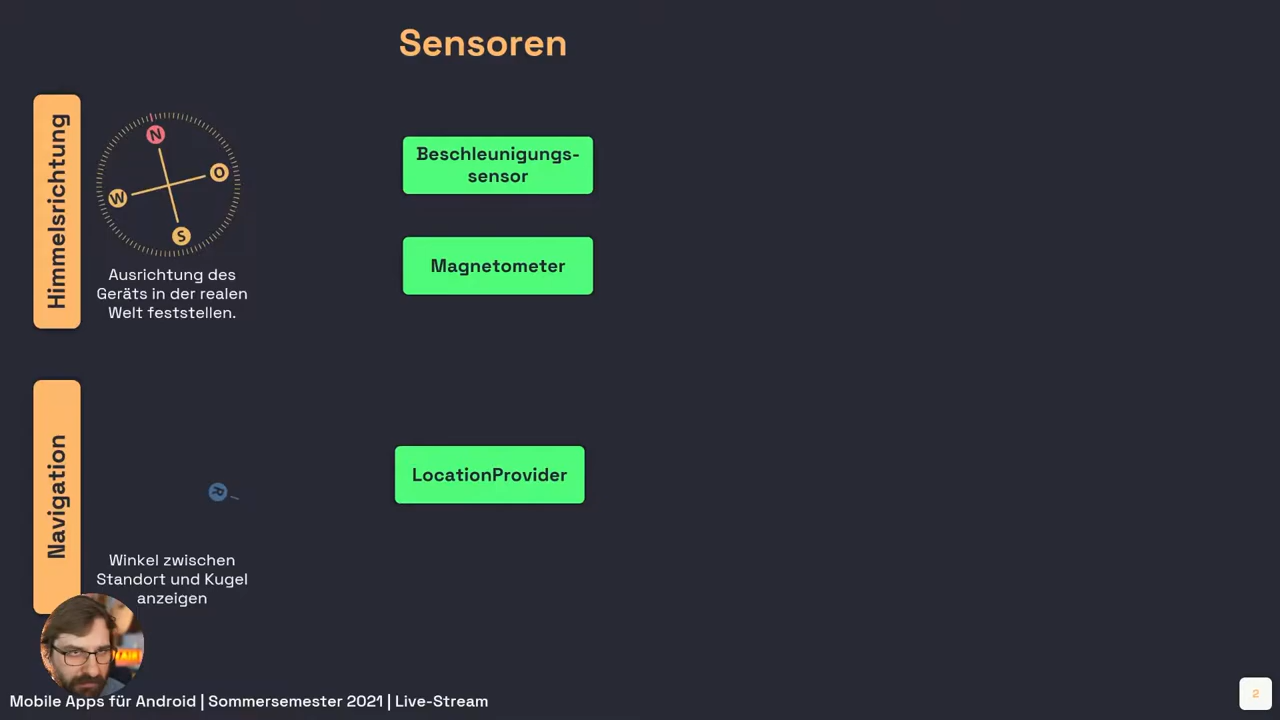 Sensoren
Himmelsrichtung
N
O
W
S
Ausrichtung des
Geräts in der realen
Welt feststellen.
Beschleunigungs-
sensor
Magnetometer
Navigation
R
Winkel zwischen
Standort und Kugel
anzeigen
LocationProvider
Mobile Apps für Android | Sommersemester 2021 | Live-Stream
2